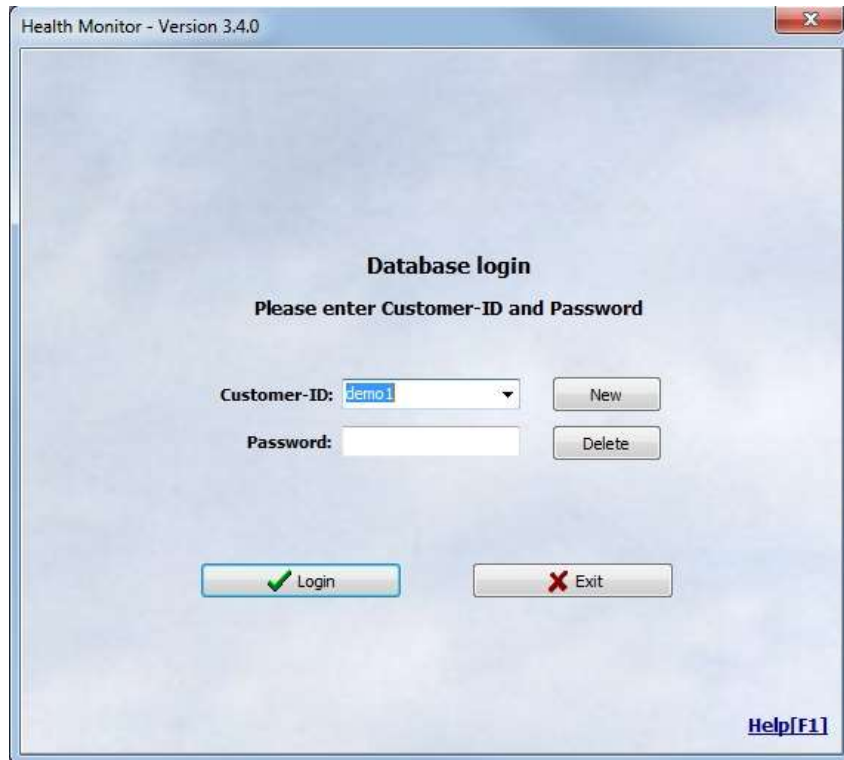 Health Monitor - Version 3.4.0
Database login
Please enter Customer-ID and Password
Customer-ID: demo1 New
Password: Delete
Login Exit
Help[F1]